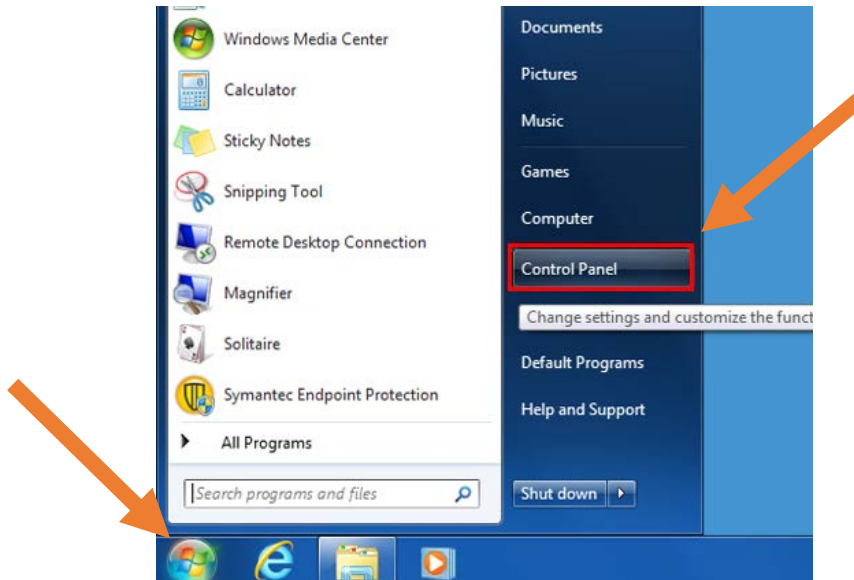 Windows Media Center
Calculator
Sticky Notes
Snipping Tool
Remote Desktop Connection
Magnifier
Solitaire
Symantec Endpoint Protection
All Programs
Search programs and files
Documents
Pictures
Music
Games
Computer
Control Panel
Change settings and customize the funct
Default Programs
Help and Support
Shut down